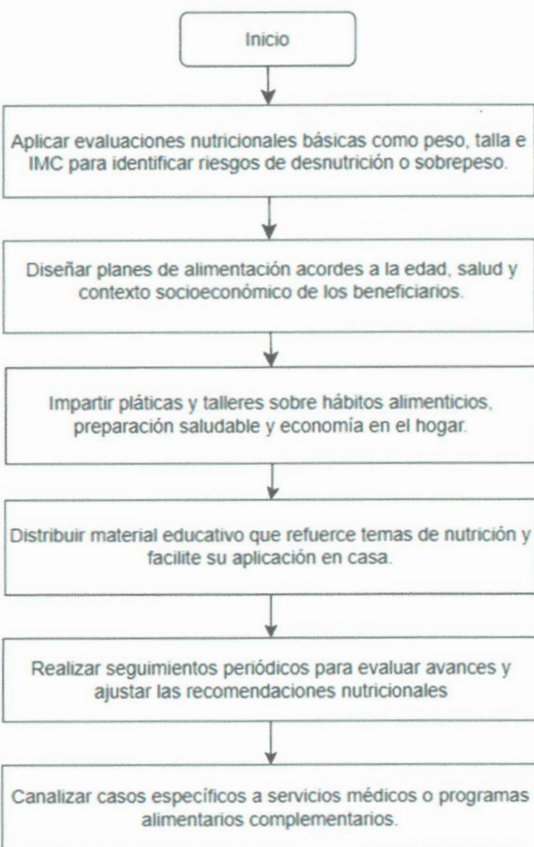 Inicio
Aplicar evaluaciones nutricionales básicas como peso, talla e
IMC para identificar riesgos de desnutrición o sobrepeso.
Diseñar planes de alimentación acordes a la edad, salud y
contexto socioeconómico de los beneficiarios.
Impartir pláticas y talleres sobre hábitos alimenticios,
preparación saludable y economía en el hogar.
Distribuir material educativo que refuerce temas de nutrición y
facilite su aplicación en casa.
Realizar seguimientos periódicos para evaluar avances y
ajustar las recomendaciones nutricionales
Canalizar casos específicos a servicios médicos o programas
alimentarios complementarios.